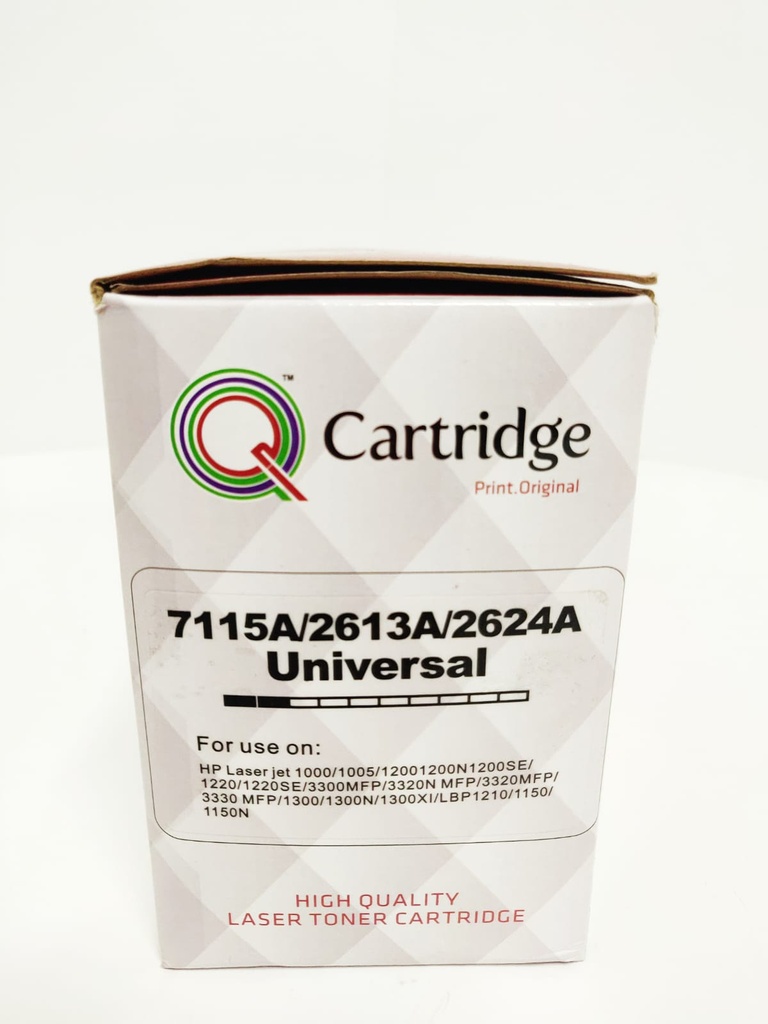 Q™ Cartridge
Print.Original
7115A/2613A/2624A
Universal
For use on:
HP Laser jet 1000/1005/12001200N1200SE/
1220/1220SE/3300MFP/3320N MFP/3320MFP/
3330 MFP/1300/1300N/1300XI/LBP1210/1150/
1150N
HIGH QUALITY
LASER TONER CARTRIDGE